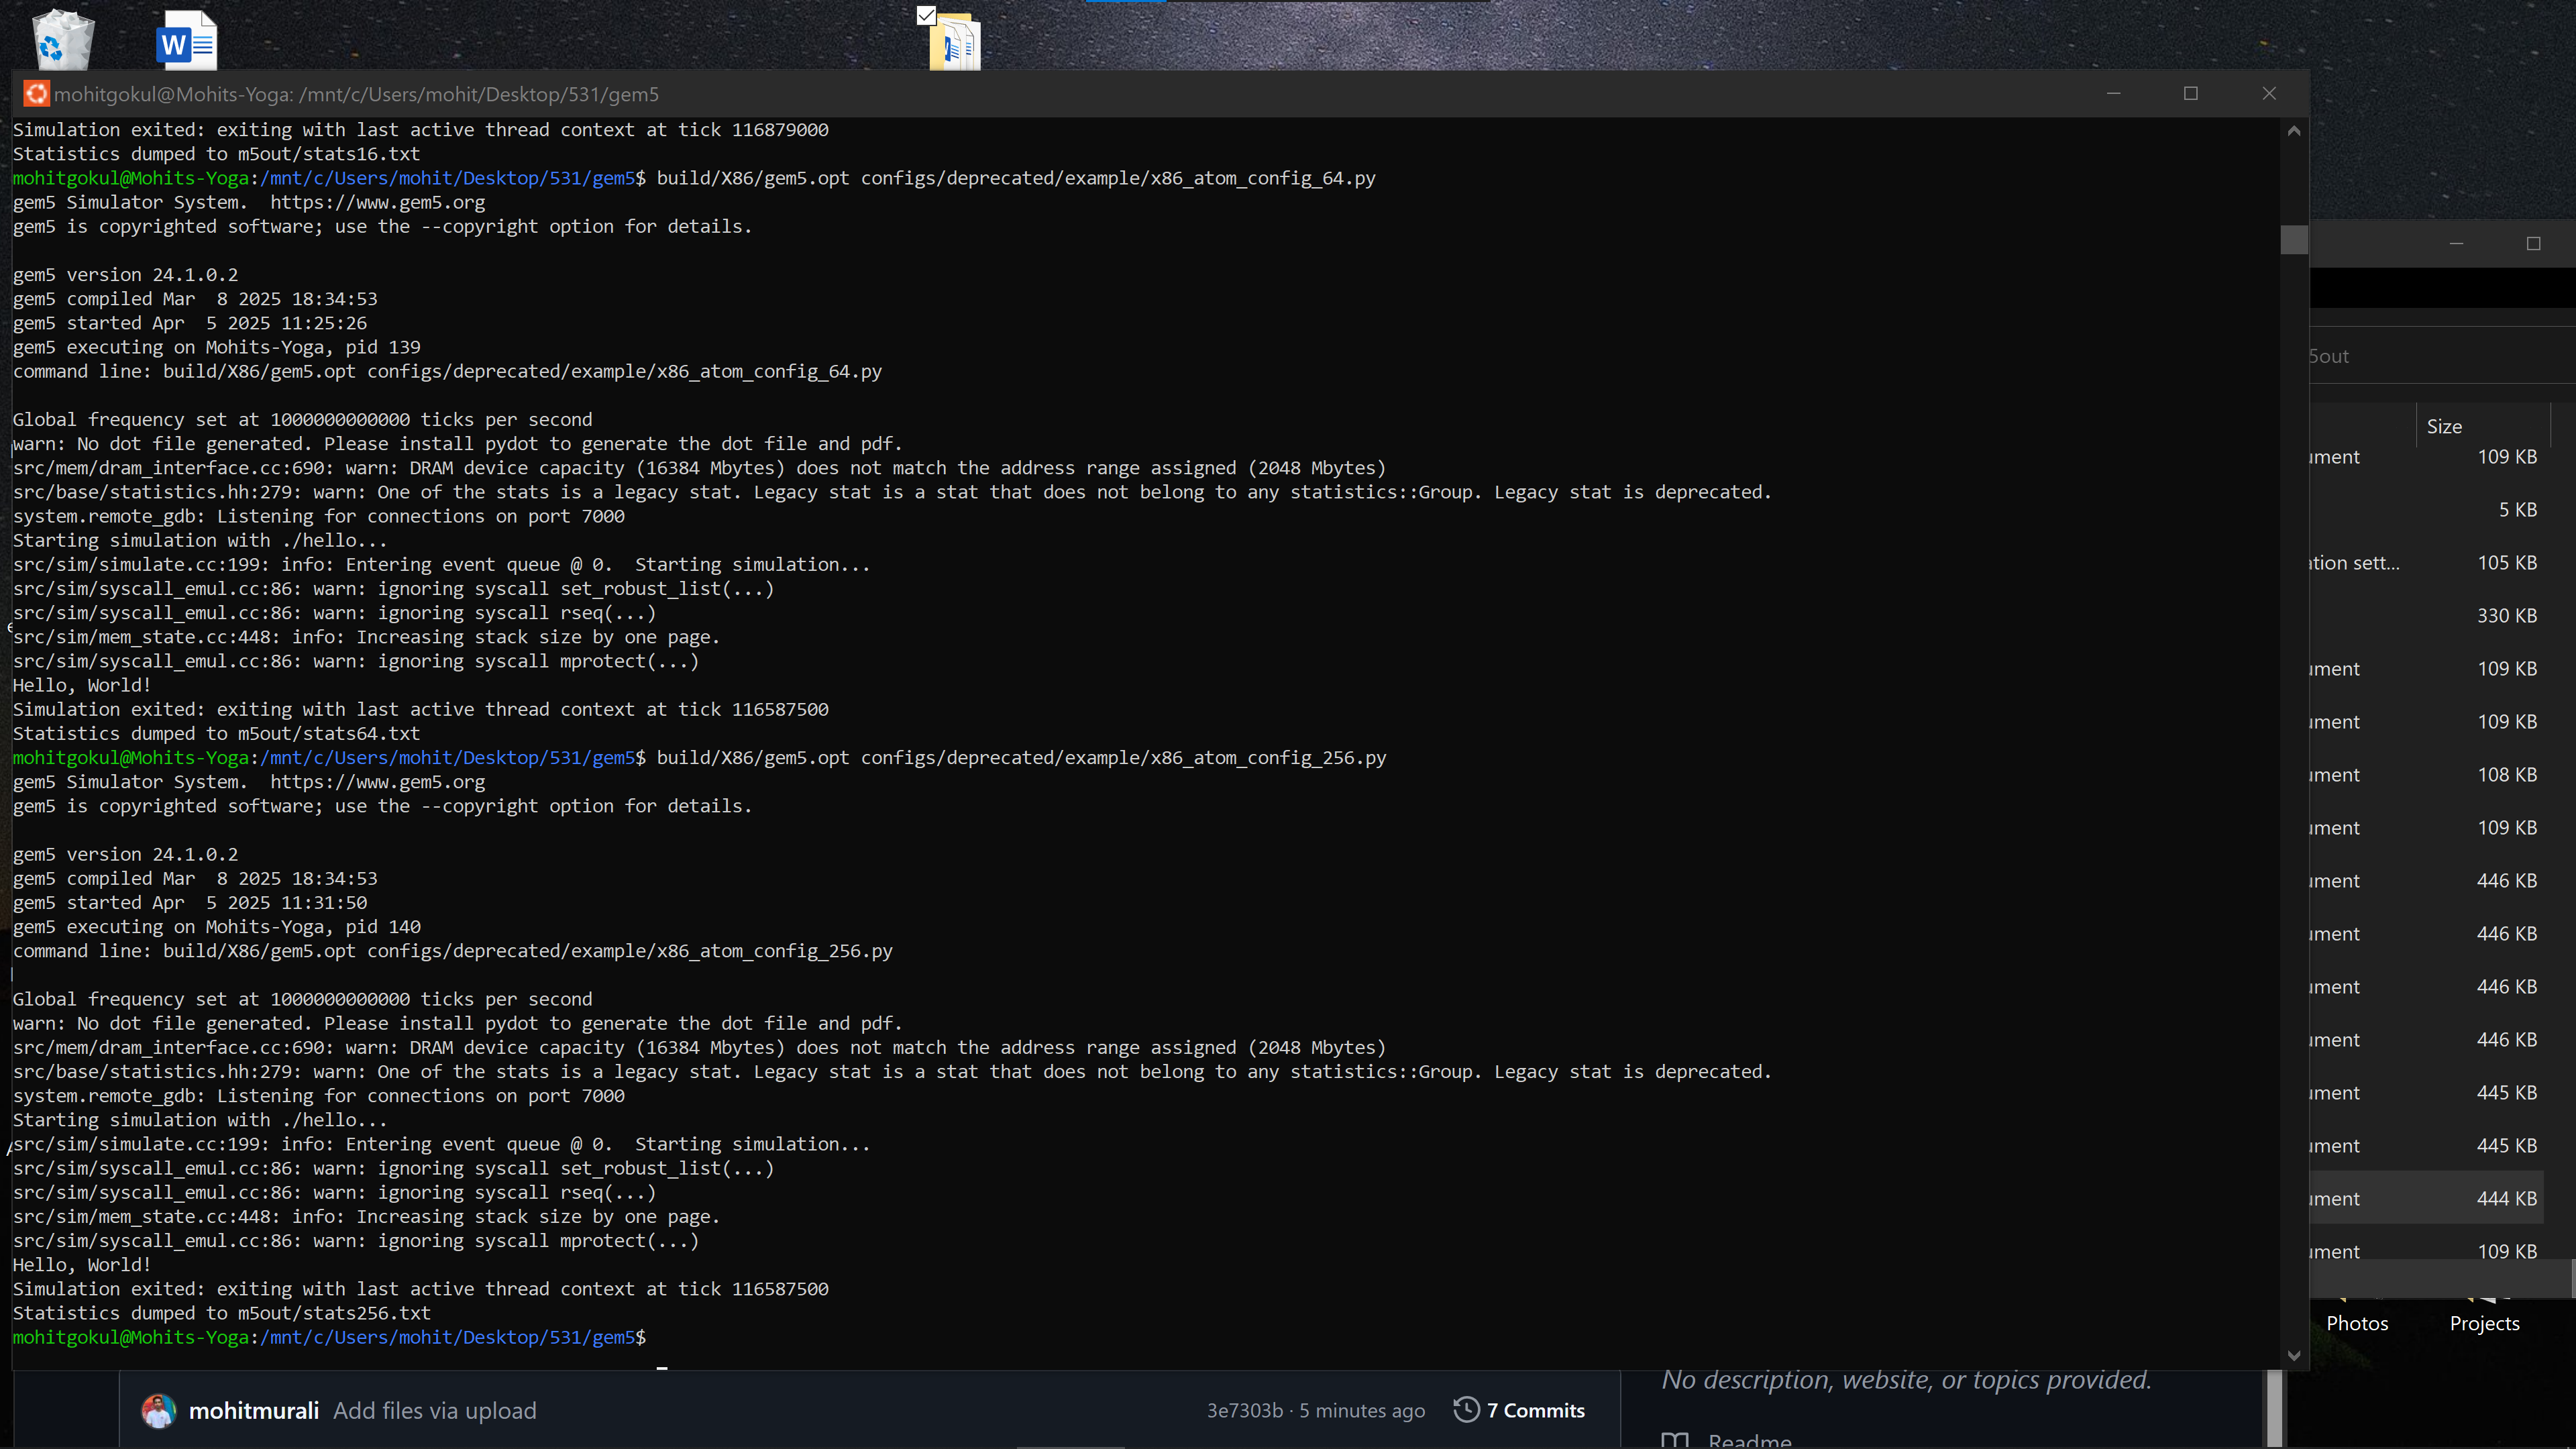 W
mohitgokul@Mohits-Yoga: /mnt/c/Users/mohit/Desktop/531/gem5
Simulation exited: exiting with last active thread context at tick 116879000
Statistics dumped to m5out/stats16.txt
mohitgokul@Mohits-Yoga:/mnt/c/Users/mohit/Desktop/531/gem5$ build/X86/gem5.opt configs/deprecated/example/x86_atom_config_64.py
gem5 Simulator System.  https://www.gem5.org
gem5 is copyrighted software; use the --copyright option for details.
gem5 version 24.1.0.2
gem5 compiled Mar  8 2025 18:34:53
gem5 started Apr  5 2025 11:25:26
gem5 executing on Mohits-Yoga, pid 139
command line: build/X86/gem5.opt configs/deprecated/example/x86_atom_config_64.py
Global frequency set at 1000000000000 ticks per second
warn: No dot file generated. Please install pydot to generate the dot file and pdf.
src/mem/dram_interface.cc:690: warn: DRAM device capacity (16384 Mbytes) does not match the address range assigned (2048 Mbytes)
src/base/statistics.hh:279: warn: One of the stats is a legacy stat. Legacy stat is a stat that does not belong to any statistics::Group. Legacy stat is deprecated.
system.remote_gdb: Listening for connections on port 7000
Starting simulation with ./hello...
src/sim/simulate.cc:199: info: Entering event queue @ 0.  Starting simulation...
src/sim/syscall_emul.cc:86: warn: ignoring syscall set_robust_list(...)
src/sim/syscall_emul.cc:86: warn: ignoring syscall rseq(...)
src/sim/mem_state.cc:448: info: Increasing stack size by one page.
src/sim/syscall_emul.cc:86: warn: ignoring syscall mprotect(...)
Hello, World!
Simulation exited: exiting with last active thread context at tick 116587500
Statistics dumped to m5out/stats64.txt
mohitgokul@Mohits-Yoga:/mnt/c/Users/mohit/Desktop/531/gem5$ build/X86/gem5.opt configs/deprecated/example/x86_atom_config_256.py
gem5 Simulator System.  https://www.gem5.org
gem5 is copyrighted software; use the --copyright option for details.
gem5 version 24.1.0.2
gem5 compiled Mar  8 2025 18:34:53
gem5 started Apr  5 2025 11:31:50
gem5 executing on Mohits-Yoga, pid 140
command line: build/X86/gem5.opt configs/deprecated/example/x86_atom_config_256.py
Global frequency set at 1000000000000 ticks per second
warn: No dot file generated. Please install pydot to generate the dot file and pdf.
src/mem/dram_interface.cc:690: warn: DRAM device capacity (16384 Mbytes) does not match the address range assigned (2048 Mbytes)
src/base/statistics.hh:279: warn: One of the stats is a legacy stat. Legacy stat is a stat that does not belong to any statistics::Group. Legacy stat is deprecated.
system.remote_gdb: Listening for connections on port 7000
Starting simulation with ./hello...
src/sim/simulate.cc:199: info: Entering event queue @ 0.  Starting simulation...
src/sim/syscall_emul.cc:86: warn: ignoring syscall set_robust_list(...)
src/sim/syscall_emul.cc:86: warn: ignoring syscall rseq(...)
src/sim/mem_state.cc:448: info: Increasing stack size by one page.
src/sim/syscall_emul.cc:86: warn: ignoring syscall mprotect(...)
Hello, World!
Simulation exited: exiting with last active thread context at tick 116587500
Statistics dumped to m5out/stats256.txt
mohitgokul@Mohits-Yoga:/mnt/c/Users/mohit/Desktop/531/gem5$
5out
Size
ument 109 KB
5 KB
ation sett... 105 KB
330 KB
ument 109 KB
ument 109 KB
ument 108 KB
ument 109 KB
ument 446 KB
ument 446 KB
ument 446 KB
ument 446 KB
ument 445 KB
ument 445 KB
ument 444 KB
ument 109 KB
Photos Projects
No description, website, or topics provided.
mohitmurali Add files via upload 3e7303b · 5 minutes ago 7 Commits
Readme